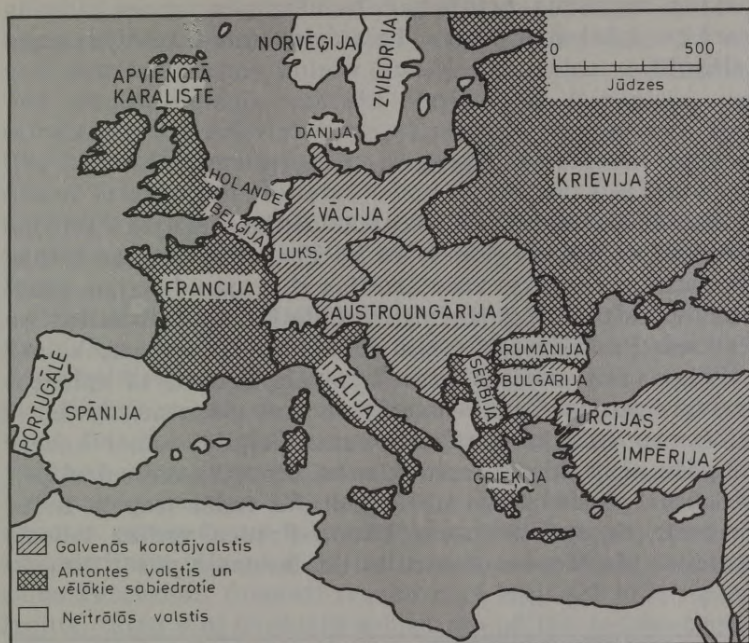 NORVĒĢIJA
ZVIEDRIJA
0 500
Jūdzes
APVIENOTĀ
KARALISTE
DĀNIJA
HOLANDE
BEĻĢIJA
VĀCIJA
KRIEVIJA
LUKS.
FRANCIJA
AUSTROUNGĀRIJA
RUMĀNIJA
SERBIJA
BULGĀRIJA
ITĀLIJA
PORTUGĀLE
SPĀNIJA
TURCIJAS
IMPĒRIJA
GRIEĶIJA
Galvenās karotājvalstis
Antantes valstis un
vēlākie sabiedrotie
Neitrālās valstis